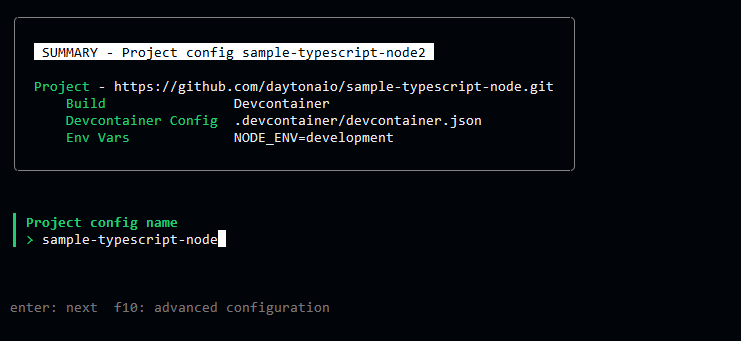 SUMMARY - Project config sample-typescript-node2
Project - https://github.com/daytonaio/sample-typescript-node.git
Build Devcontainer
Devcontainer Config .devcontainer/devcontainer.json
Env Vars NODE_ENV=development
Project config name
> sample-typescript-node
enter: next f10: advanced configuration